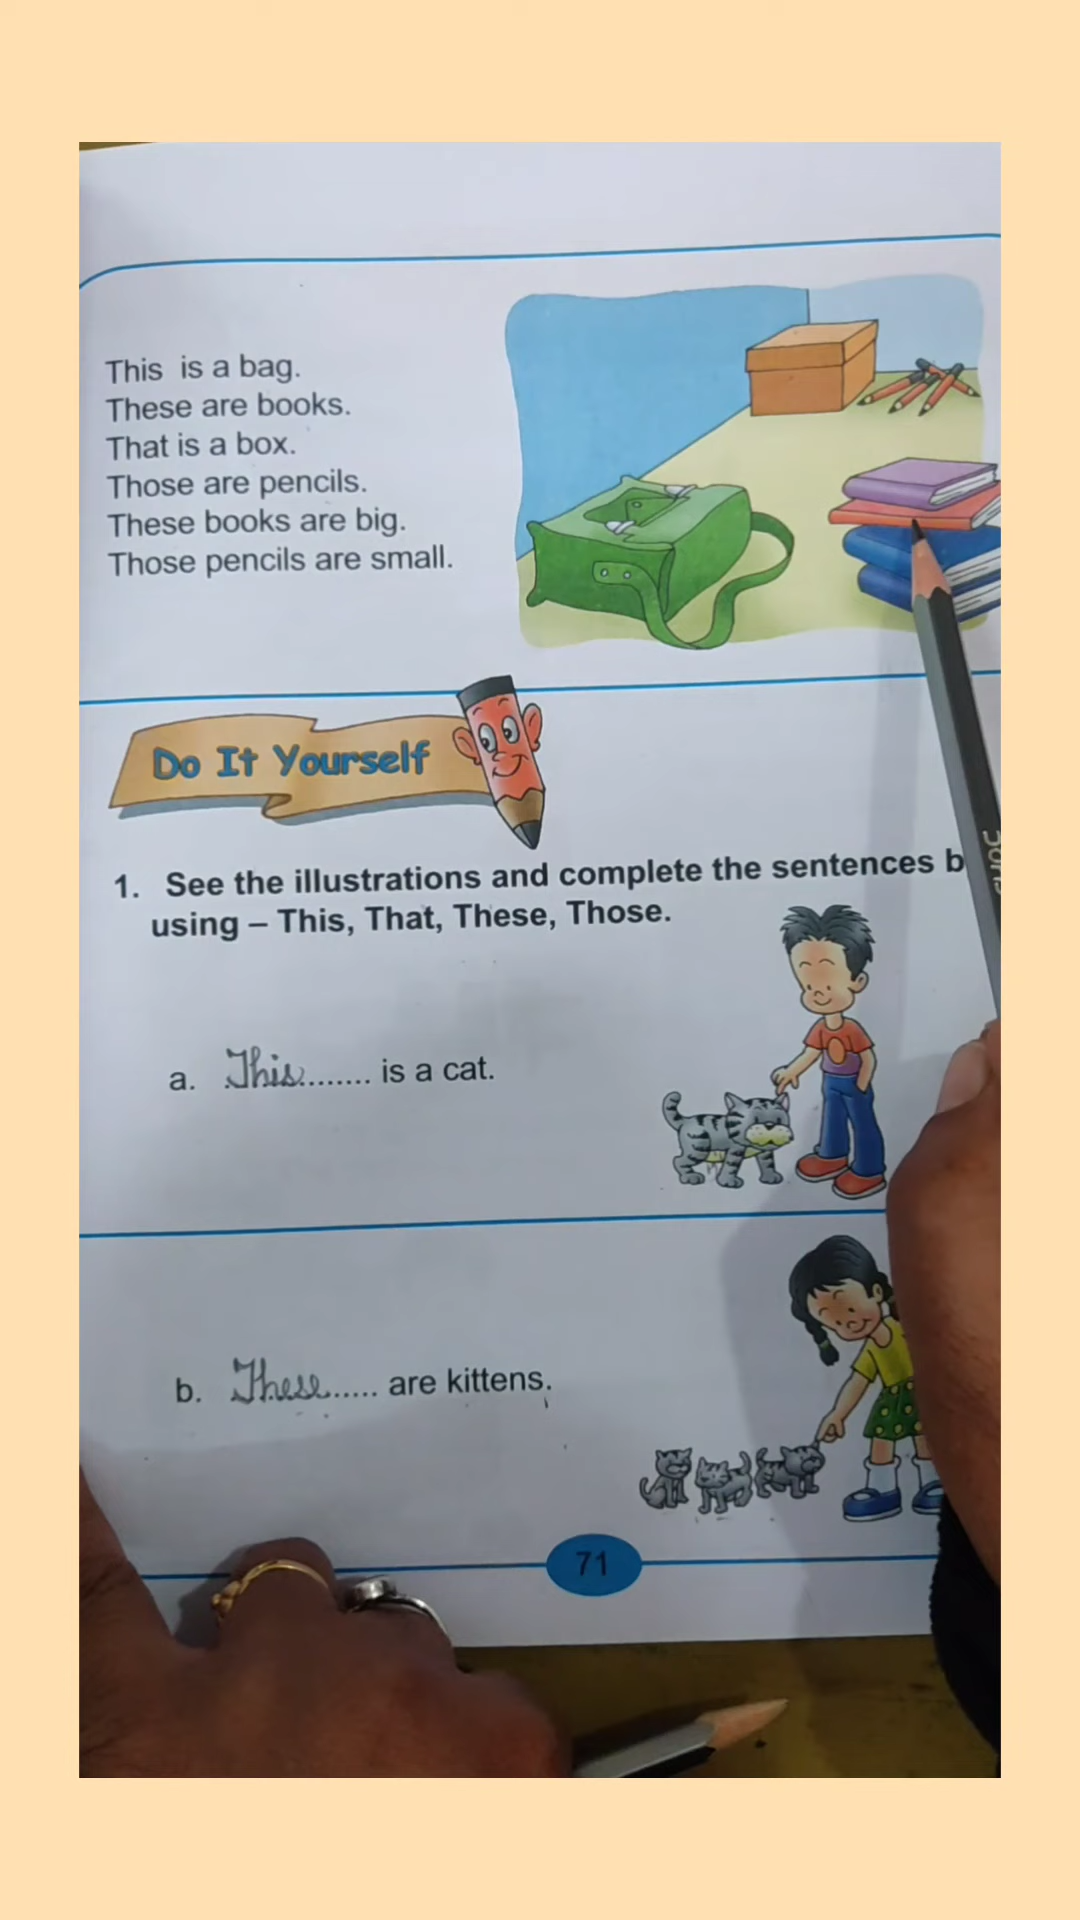 This is a bag.
These are books.
That is a box.
Those are pencils.
These books are big.
Those pencils are small.
Do It Yourself
1. See the illustrations and complete the sentences b
using – This, That, These, Those.
a. This........ is a cat.
b. These..... are kittens.
71